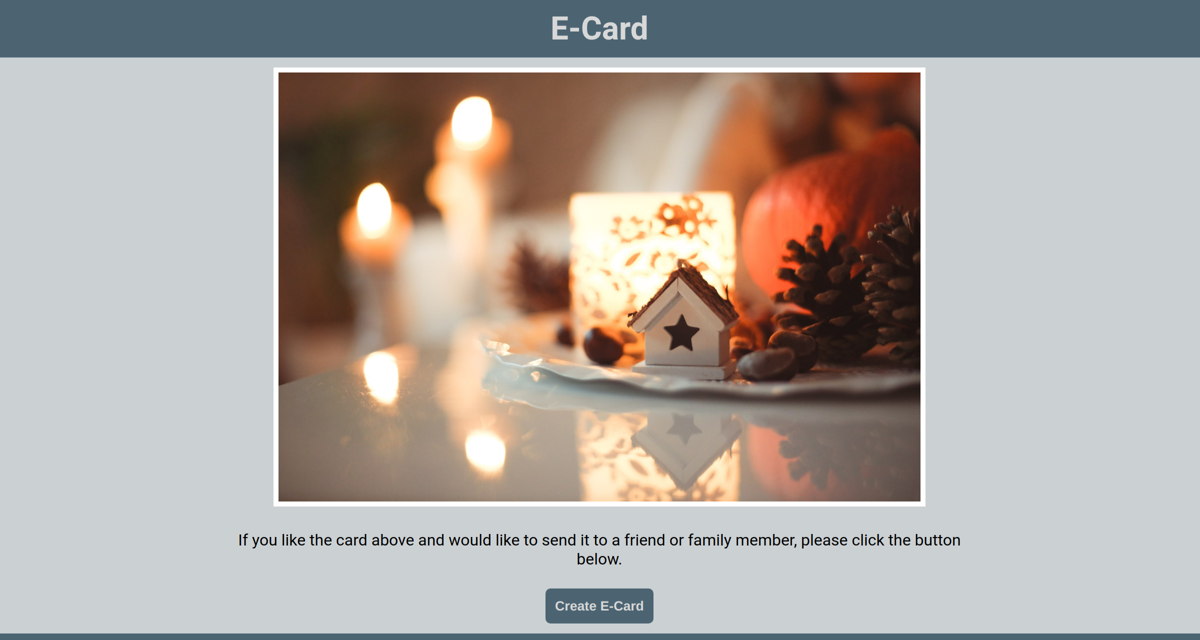 E-Card
If you like the card above and would like to send it to a friend or family member, please click the button
below.
Create E-Card